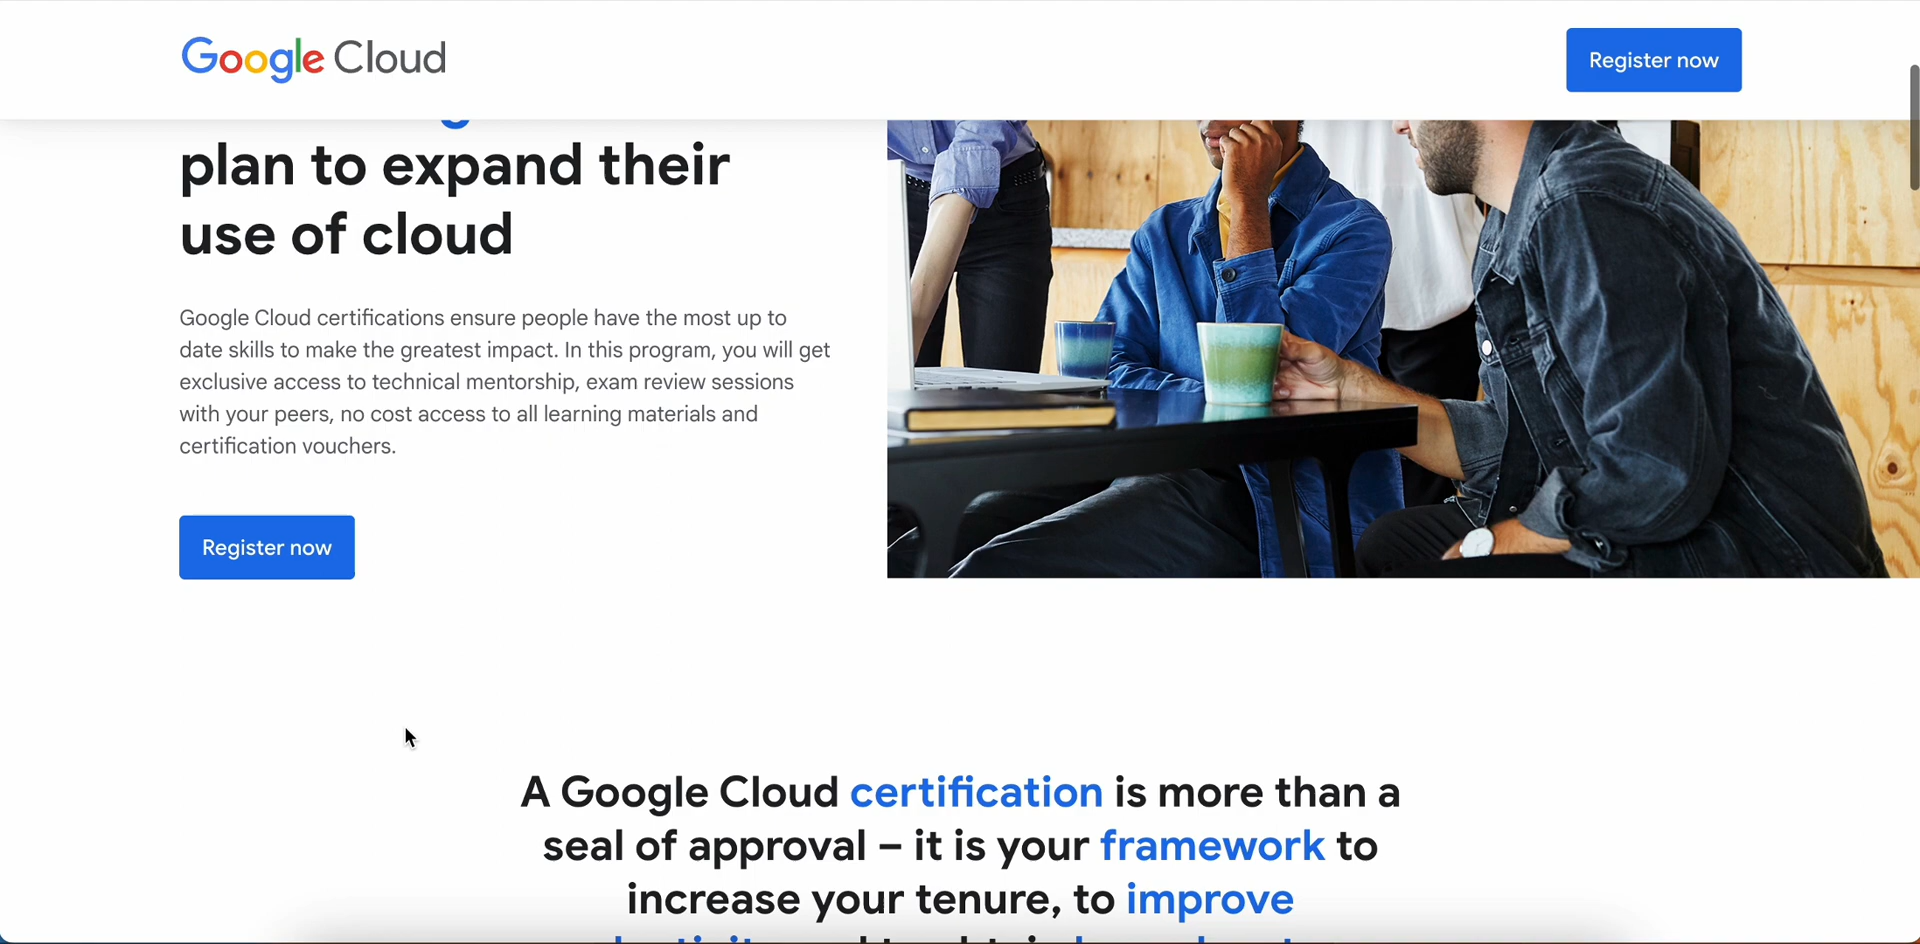 Google Cloud
Register now
plan to expand their
use of cloud
Google Cloud certifications ensure people have the most up to
date skills to make the greatest impact. In this program, you will get
exclusive access to technical mentorship, exam review sessions
with your peers, no cost access to all learning materials and
certification vouchers.
Register now
A Google Cloud certification is more than a
seal of approval – it is your framework to
increase your tenure, to improve